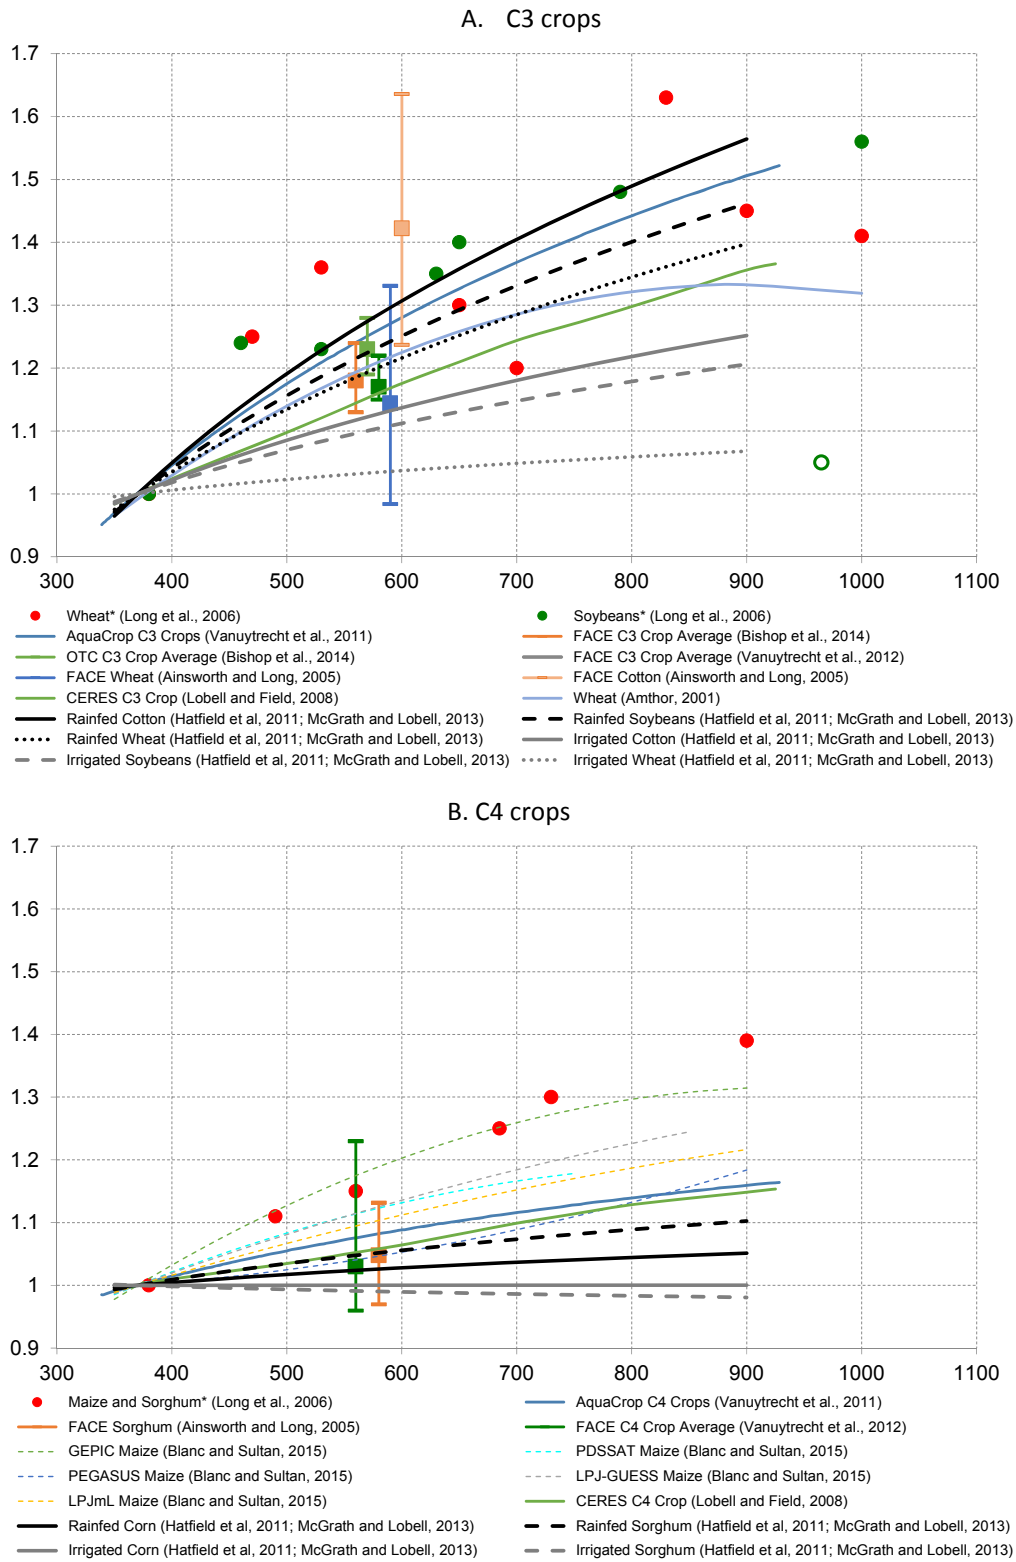 A. C3 crops
1.7
1.6
1.5
1.4
1.3
1.2
1.1
1
0.9
300 400 500 600 700 800 900 1000 1100
Wheat* (Long et al., 2006) Soybeans* (Long et al., 2006)
AquaCrop C3 Crops (Vanuytrecht et al., 2011) FACE C3 Crop Average (Bishop et al., 2014)
OTC C3 Crop Average (Bishop et al., 2014) FACE C3 Crop Average (Vanuytrecht et al., 2012)
FACE Wheat (Ainsworth and Long, 2005) FACE Cotton (Ainsworth and Long, 2005)
CERES C3 Crop (Lobell and Field, 2008) Wheat (Amthor, 2001)
Rainfed Cotton (Hatfield et al, 2011; McGrath and Lobell, 2013) Rainfed Soybeans (Hatfield et al, 2011; McGrath and Lobell, 2013)
Rainfed Wheat (Hatfield et al, 2011; McGrath and Lobell, 2013) Irrigated Cotton (Hatfield et al, 2011; McGrath and Lobell, 2013)
Irrigated Soybeans (Hatfield et al, 2011; McGrath and Lobell, 2013) Irrigated Wheat (Hatfield et al, 2011; McGrath and Lobell, 2013)
B. C4 crops
1.7
1.6
1.5
1.4
1.3
1.2
1.1
1
0.9
300 400 500 600 700 800 900 1000 1100
Maize and Sorghum* (Long et al., 2006) AquaCrop C4 Crops (Vanuytrecht et al., 2011)
FACE Sorghum (Ainsworth and Long, 2005) FACE C4 Crop Average (Vanuytrecht et al., 2012)
GEPIC Maize (Blanc and Sultan, 2015) PDSSAT Maize (Blanc and Sultan, 2015)
PEGASUS Maize (Blanc and Sultan, 2015) LPJ-GUESS Maize (Blanc and Sultan, 2015)
LPJmL Maize (Blanc and Sultan, 2015) CERES C4 Crop (Lobell and Field, 2008)
Rainfed Corn (Hatfield et al, 2011; McGrath and Lobell, 2013) Rainfed Sorghum (Hatfield et al, 2011; McGrath and Lobell, 2013)
Irrigated Corn (Hatfield et al, 2011; McGrath and Lobell, 2013) Irrigated Sorghum (Hatfield et al, 2011; McGrath and Lobell, 2013)